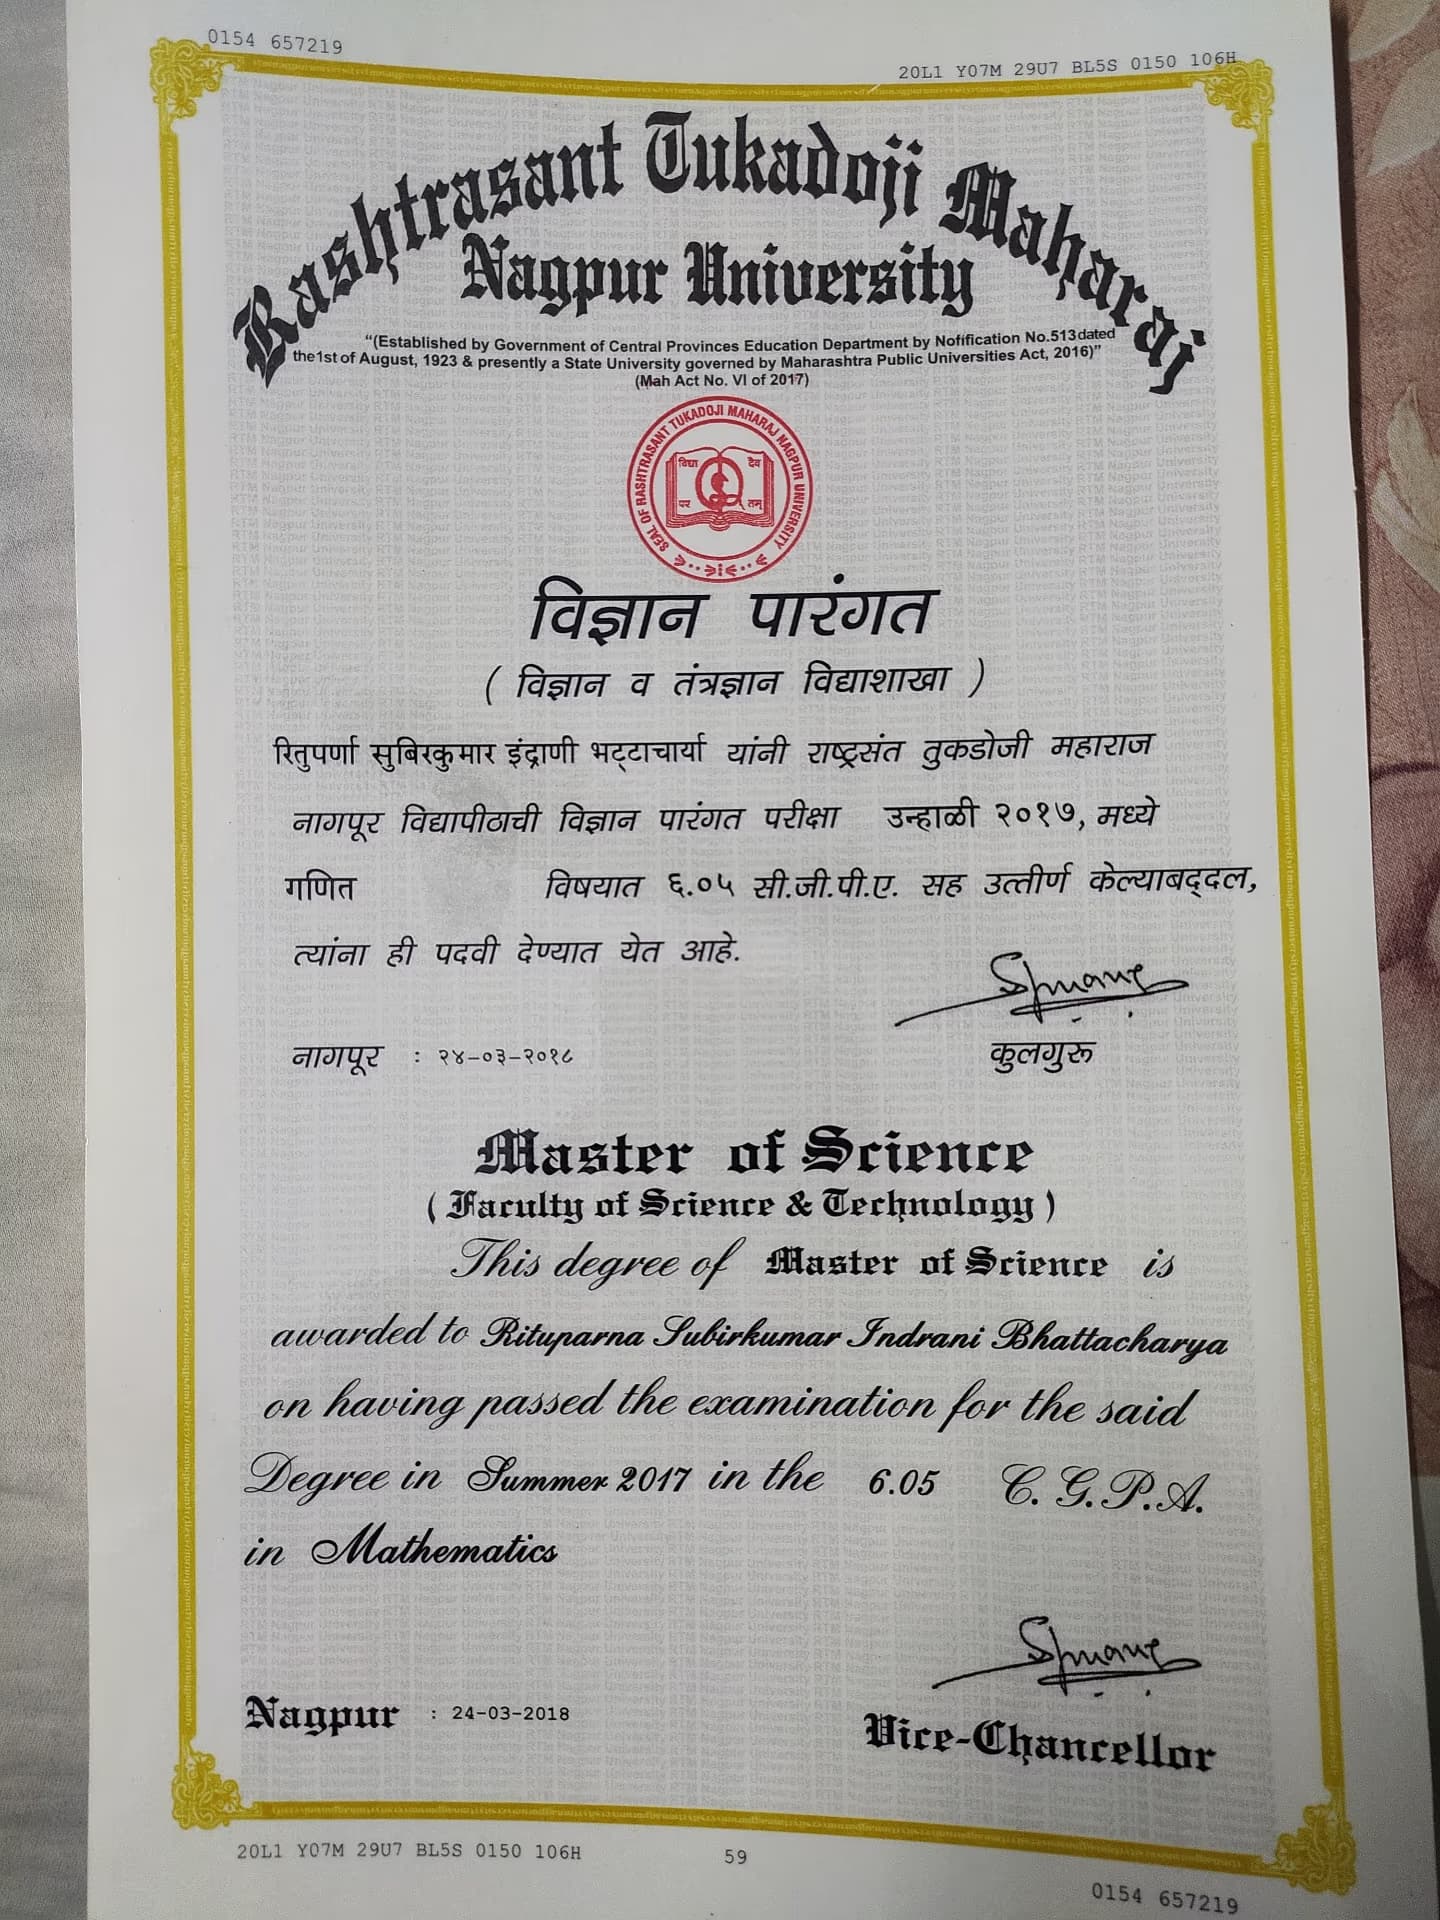 0154 657219
20L1 Y07M 29U7 BL5S 0150 106H
Rashtrasant Tukadoji Maharaj
Nagpur University
"(Established by Government of Central Provinces Education Department by Notification No.513 dated
the 1st of August, 1923 & presently a State University governed by Maharashtra Public Universities Act, 2016)"
(Mah Act No. VI of 2017)
SEAL OF RASHTRASANT TUKADOJI MAHARAJ NAGPUR UNIVERSITY
विद्या देव
पर तम्
विज्ञान पारंगत
( विज्ञान व तंत्रज्ञान विद्याशाखा )
रितुपर्णा सुबिरकुमार इंद्राणी भट्टाचार्या यांनी राष्ट्रसंत तुकडोजी महाराज
नागपूर विद्यापीठाची विज्ञान पारंगत परीक्षा उन्हाळी २०१७, मध्ये
गणित विषयात ६.०५ सी.जी.पी.ए. सह उत्तीर्ण केल्याबद्दल,
त्यांना ही पदवी देण्यात येत आहे.
नागपूर : २४-०३-२०१८
कुलगुरू
Master of Science
( Faculty of Science & Technology )
This degree of Master of Science is
awarded to Rituparna Subirkumar Indrani Bhattacharya
on having passed the examination for the said
Degree in Summer 2017 in the 6.05 C. G.P.A.
in Mathematics
Nagpur : 24-03-2018
Vice-Chancellor
20L1 Y07M 29U7 BL5S 0150 106H
59
0154 657219